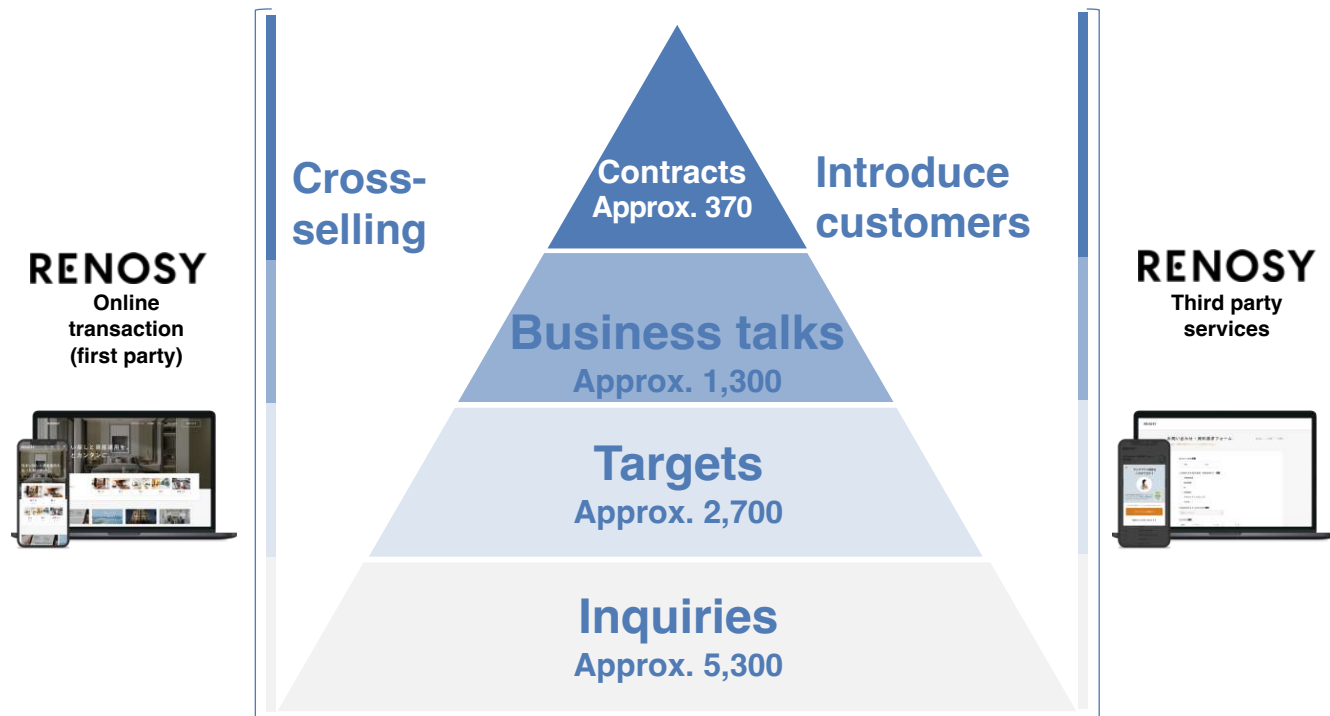 Cross-
selling
Contracts
Approx. 370
Introduce
customers
RENOSY
Online
transaction
(first party)
Business talks
Approx. 1,300
RENOSY
Third party
services
Targets
Approx. 2,700
Inquiries
Approx. 5,300